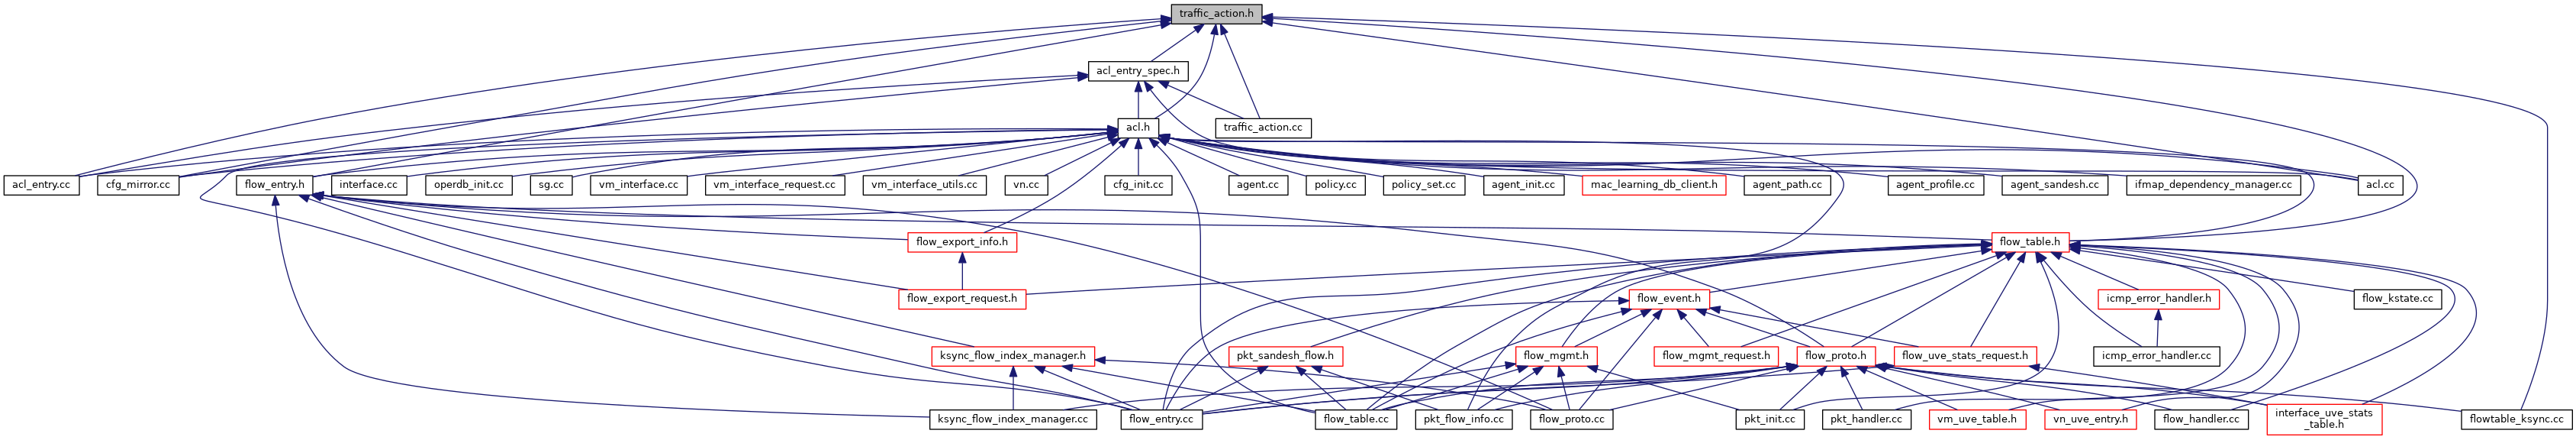 traffic_action.h
acl_entry_spec.h
acl.h
traffic_action.cc
acl_entry.cc
cfg_mirror.cc
flow_entry.h
interface.cc
operdb_init.cc
sg.cc
vm_interface.cc
vm_interface_request.cc
vm_interface_utils.cc
vn.cc
cfg_init.cc
agent.cc
policy.cc
policy_set.cc
agent_init.cc
mac_learning_db_client.h
agent_path.cc
agent_profile.cc
agent_sandesh.cc
ifmap_dependency_manager.cc
acl.cc
flow_export_info.h
flow_table.h
flow_export_request.h
flow_event.h
icmp_error_handler.h
flow_kstate.cc
ksync_flow_index_manager.h
pkt_sandesh_flow.h
flow_mgmt.h
flow_mgmt_request.h
flow_proto.h
flow_uve_stats_request.h
icmp_error_handler.cc
ksync_flow_index_manager.cc
flow_entry.cc
flow_table.cc
pkt_flow_info.cc
flow_proto.cc
pkt_init.cc
pkt_handler.cc
vm_uve_table.h
vn_uve_entry.h
flow_handler.cc
interface_uve_stats
_table.h
flowtable_ksync.cc